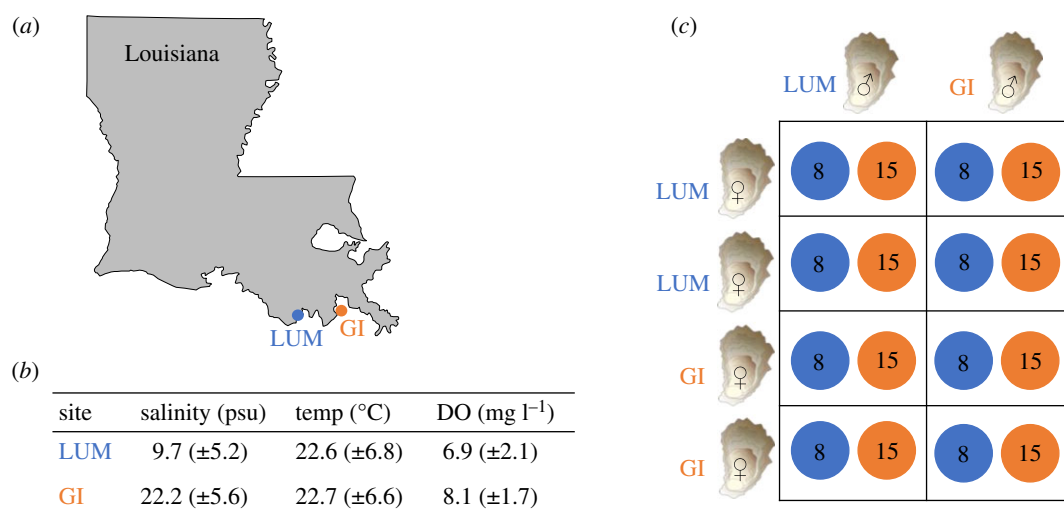 (a)
Louisiana
LUM
GI
(b)
site salinity (psu) temp (°C) DO (mg l⁻¹)
LUM 9.7 (±5.2) 22.6 (±6.8) 6.9 (±2.1)
GI 22.2 (±5.6) 22.7 (±6.6) 8.1 (±1.7)
(c)
LUM ♂ GI ♂
LUM ♀ 8 15 8 15
LUM ♀ 8 15 8 15
GI ♀ 8 15 8 15
GI ♀ 8 15 8 15